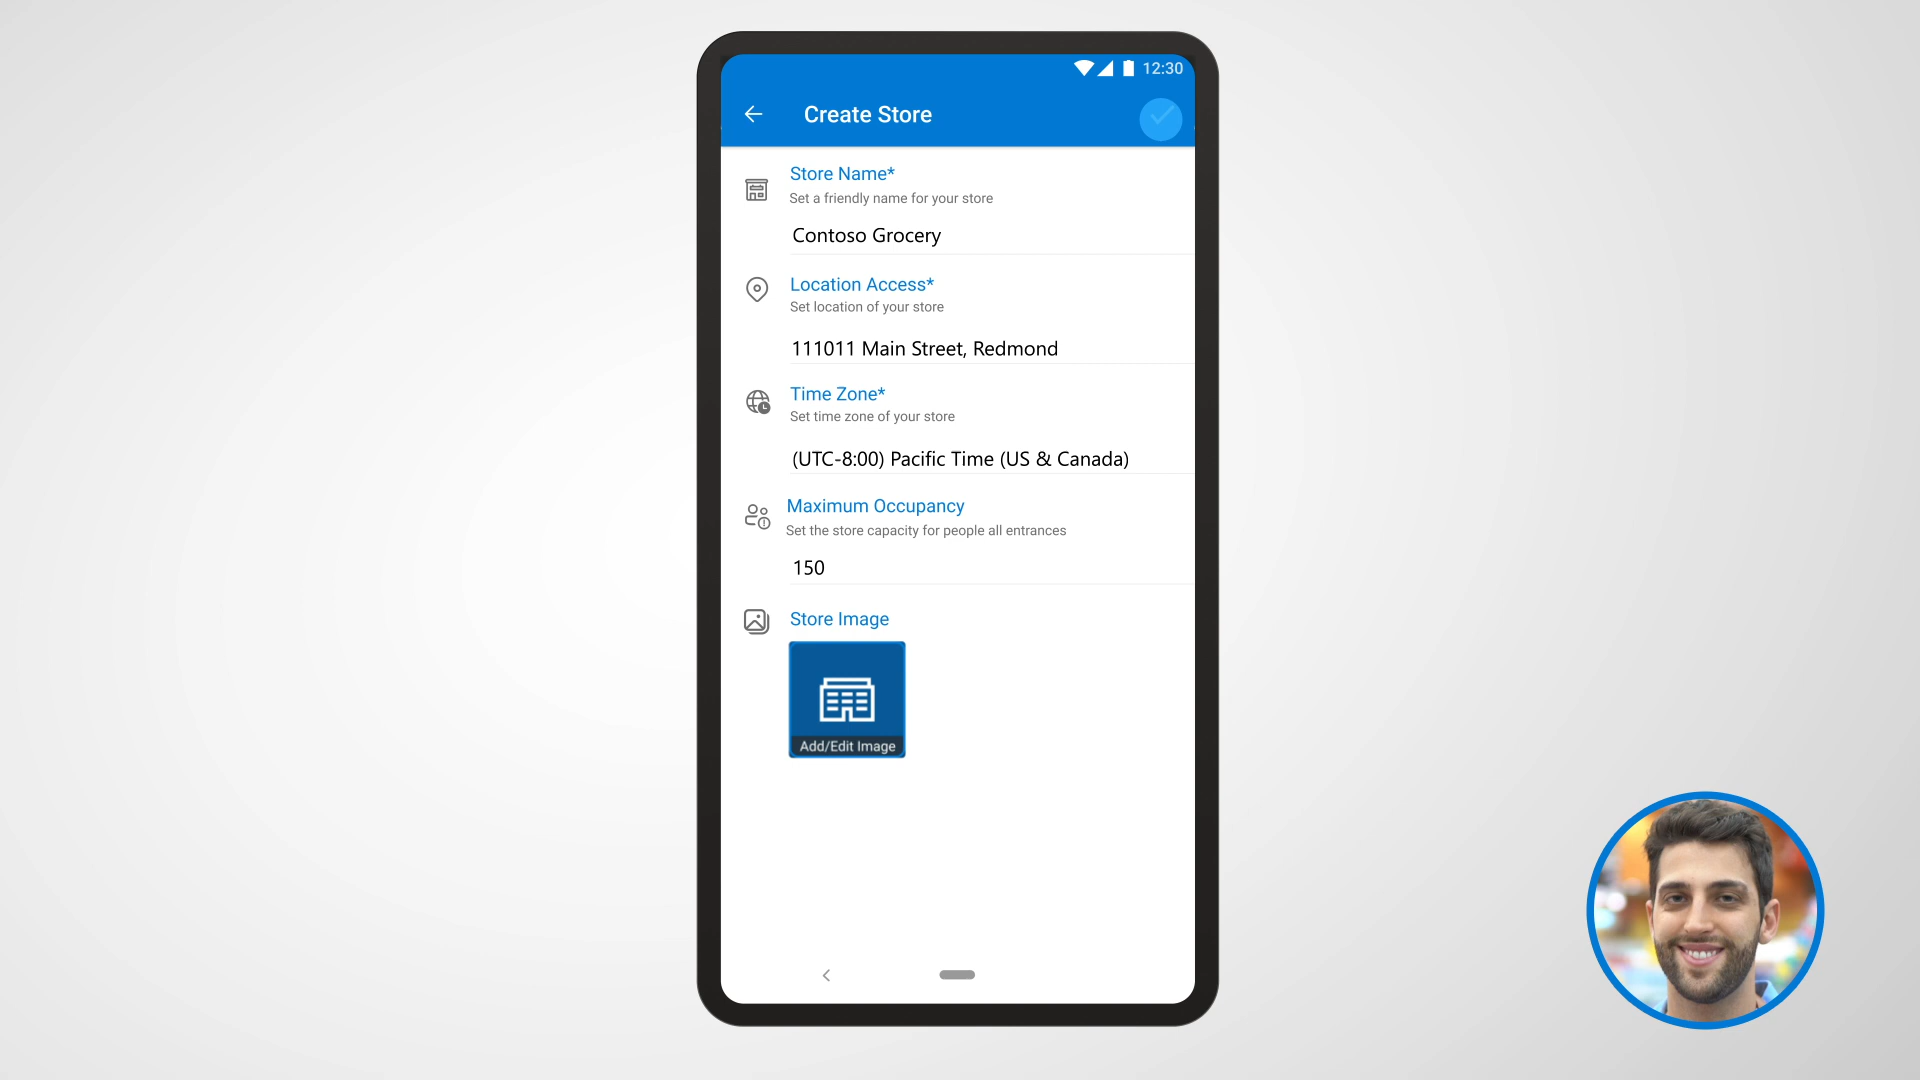 12:30
Create Store
Store Name*
Set a friendly name for your store
Contoso Grocery
Location Access*
Set location of your store
111011 Main Street, Redmond
Time Zone*
Set time zone of your store
(UTC-8:00) Pacific Time (US & Canada)
Maximum Occupancy
Set the store capacity for people all entrances
150
Store Image
Add/Edit Image